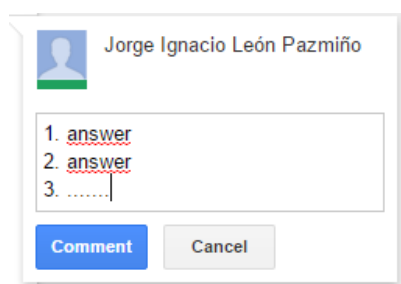 Jorge Ignacio León Pazmiño
1. answer
2. answer
3. .......
Comment Cancel